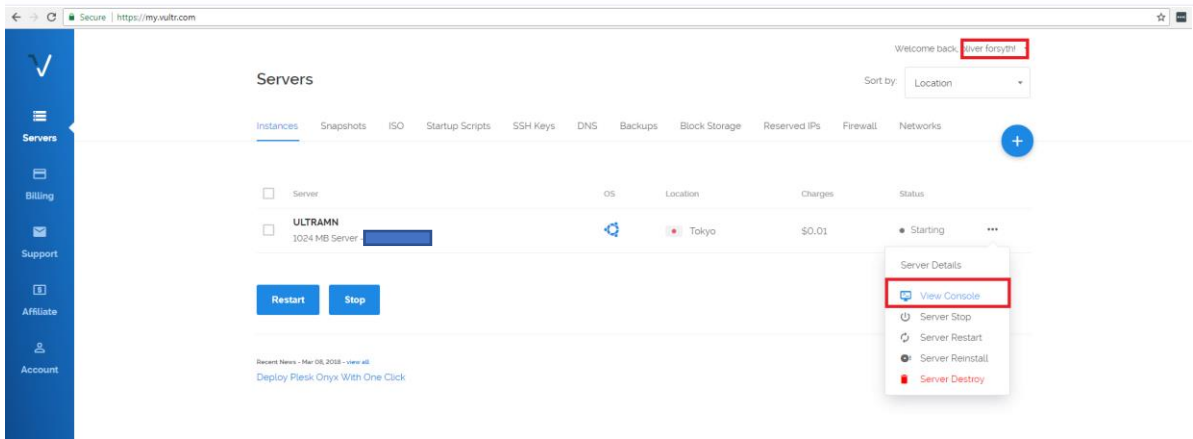 Secure | https://my.vultr.com
Welcome back, oliver forsyth!
Servers
Sort by: Location
Instances Snapshots ISO Startup Scripts SSH Keys DNS Backups Block Storage Reserved IPs Firewall Networks
+
Servers
Billing
Support
Affiliate
Account
Server OS Location Charges Status
ULTRAMN
1024 MB Server -
Tokyo $0.01 Starting ...
Server Details
View Console
Server Stop
Server Restart
Server Reinstall
Server Destroy
Restart Stop
Recent News - Mar 08, 2018 - view all
Deploy Plesk Onyx With One Click